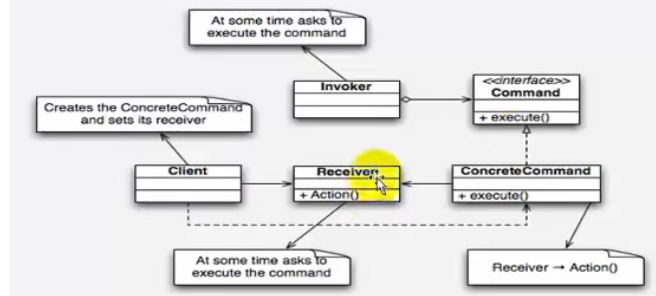 At some time asks to
execute the command
Invoker
<<interface>>
Command
+ execute()
Creates the ConcreteCommand
and sets its receiver
Client
Receiver
+ Action()
ConcreteCommand
+ execute()
At some time asks to
execute the command
Receiver → Action()